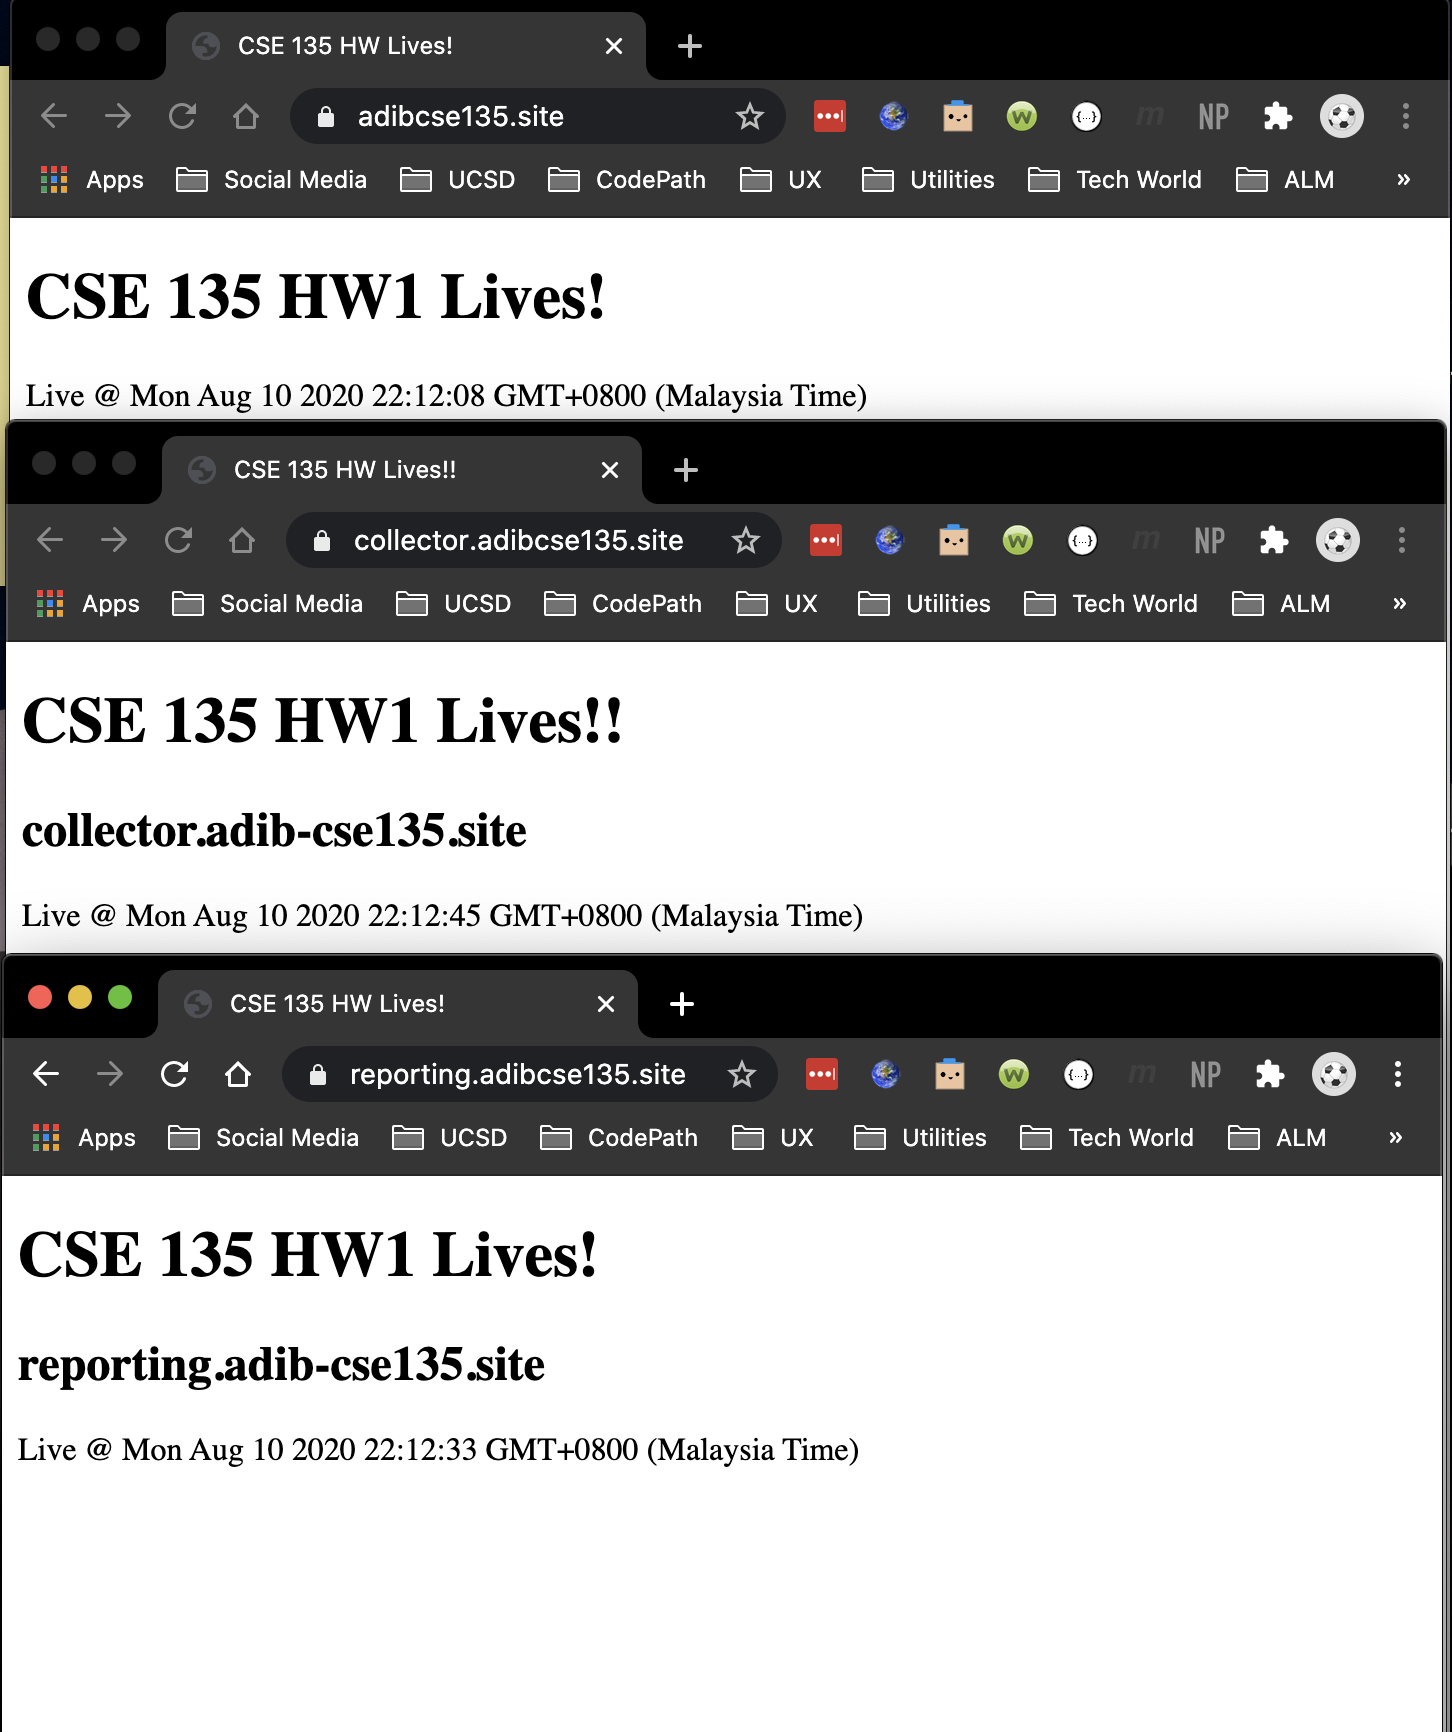 CSE 135 HW Lives!
adibcse135.site
NP
Apps Social Media UCSD CodePath UX Utilities Tech World ALM »
CSE 135 HW1 Lives!
Live @ Mon Aug 10 2020 22:12:08 GMT+0800 (Malaysia Time)
CSE 135 HW Lives!!
collector.adibcse135.site w {...} m NP
Apps Social Media UCSD CodePath UX Utilities Tech World ALM »
CSE 135 HW1 Lives!!
collector.adib-cse135.site
Live @ Mon Aug 10 2020 22:12:45 GMT+0800 (Malaysia Time)
CSE 135 HW Lives!
reporting.adibcse135.site w {...} m NP
Apps Social Media UCSD CodePath UX Utilities Tech World ALM »
CSE 135 HW1 Lives!
reporting.adib-cse135.site
Live @ Mon Aug 10 2020 22:12:33 GMT+0800 (Malaysia Time)